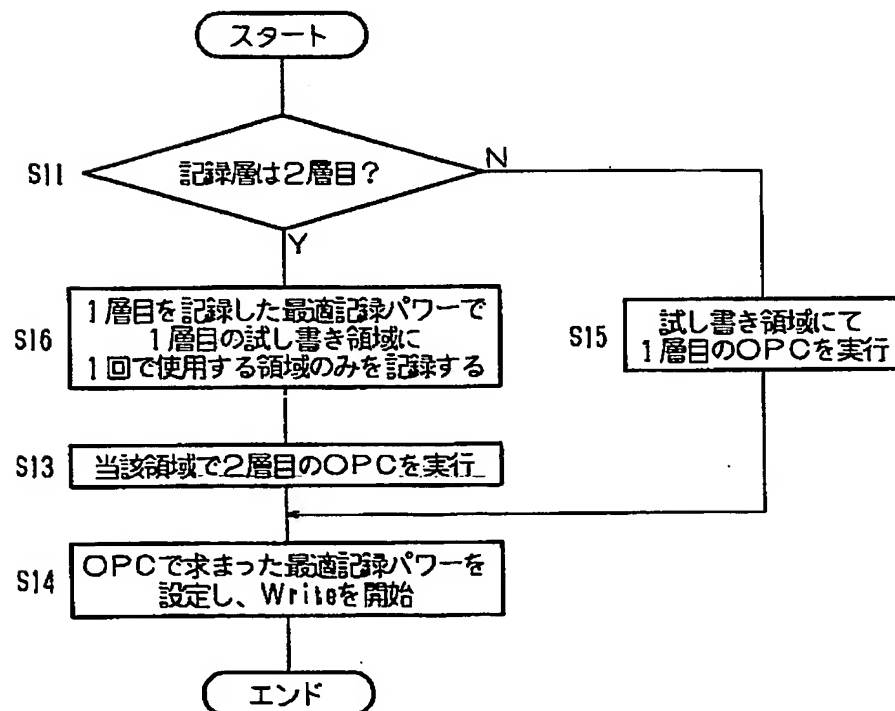 スタート
S11
記録層は2層目?
N
Y
S16
1層目を記録した最適記録パワーで
1層目の試し書き領域に
1回で使用する領域のみを記録する
S15
試し書き領域にて
1層目のOPCを実行
S13
当該領域で2層目のOPCを実行
S14
OPCで求まった最適記録パワーを
設定し、Writeを開始
エンド